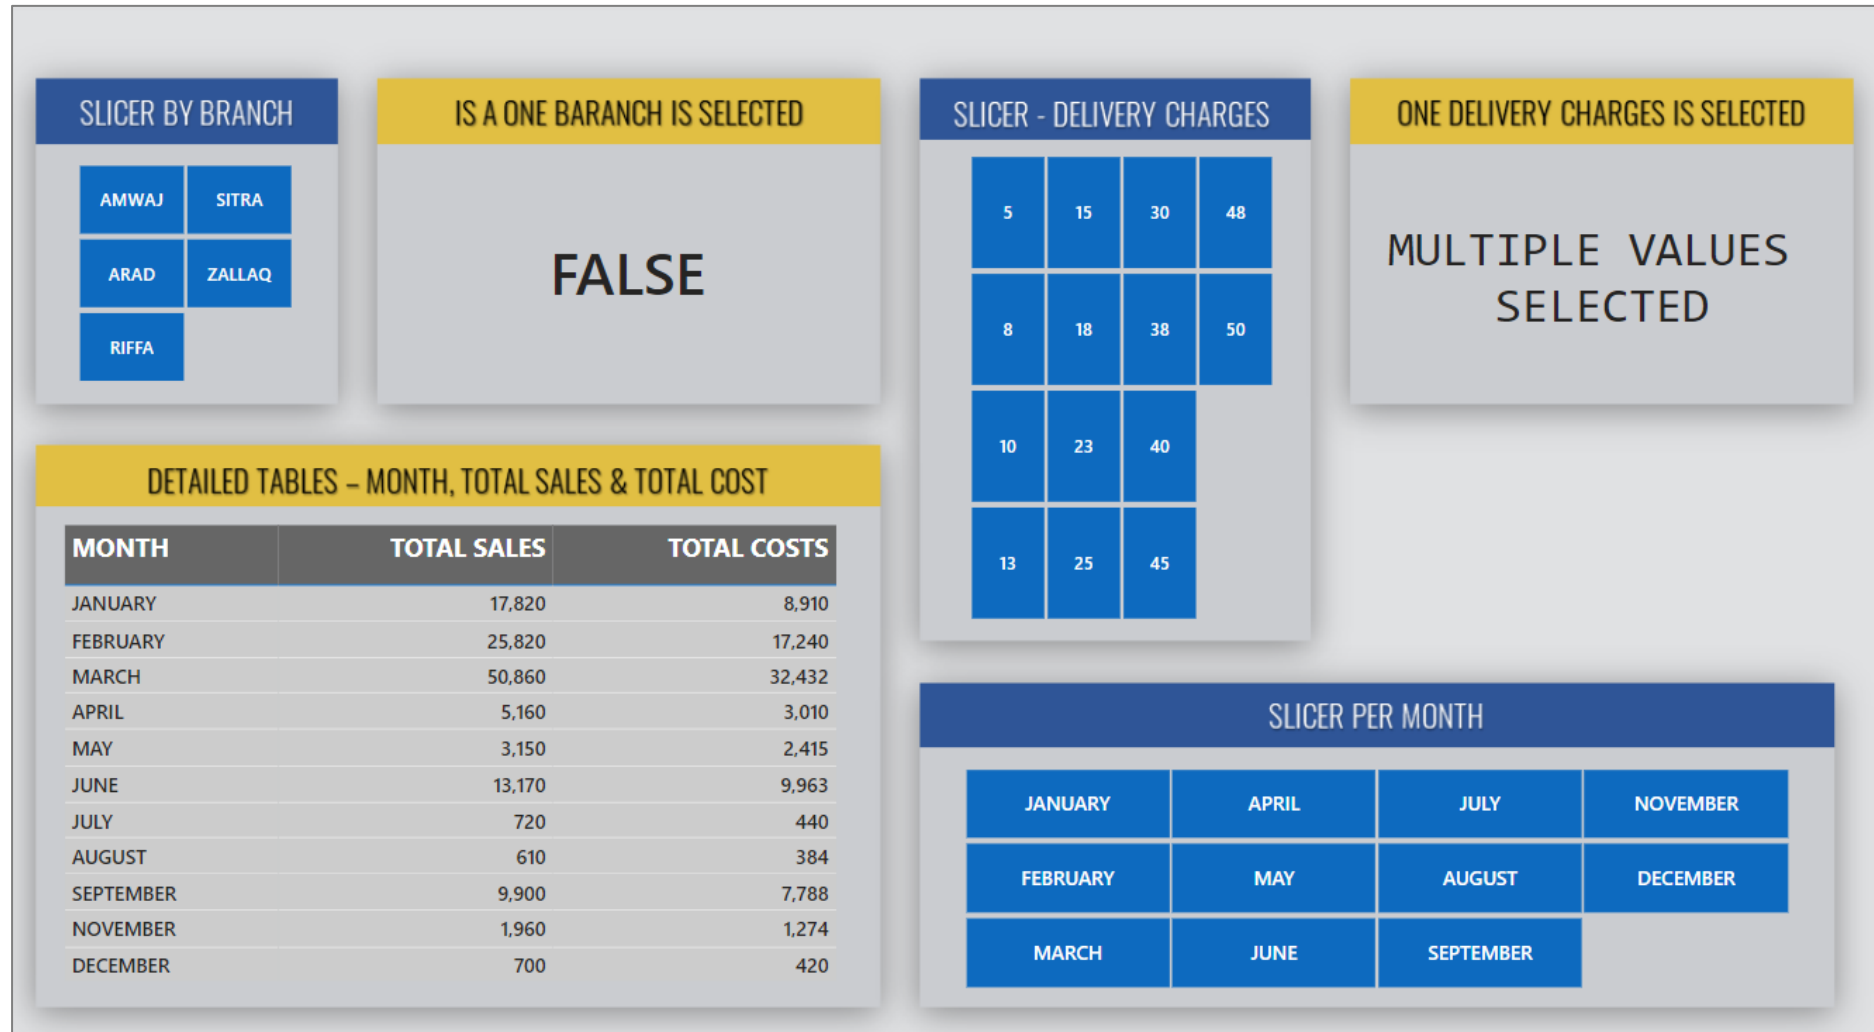 SLICER BY BRANCH
AMWAJ SITRA
ARAD ZALLAQ
RIFFA
IS A ONE BARANCH IS SELECTED
FALSE
SLICER - DELIVERY CHARGES
5 15 30 48
8 18 38 50
10 23 40
13 25 45
ONE DELIVERY CHARGES IS SELECTED
MULTIPLE VALUES
SELECTED
DETAILED TABLES – MONTH, TOTAL SALES & TOTAL COST
MONTH TOTAL SALES TOTAL COSTS
JANUARY 17,820 8,910
FEBRUARY 25,820 17,240
MARCH 50,860 32,432
APRIL 5,160 3,010
MAY 3,150 2,415
JUNE 13,170 9,963
JULY 720 440
AUGUST 610 384
SEPTEMBER 9,900 7,788
NOVEMBER 1,960 1,274
DECEMBER 700 420
SLICER PER MONTH
JANUARY APRIL JULY NOVEMBER
FEBRUARY MAY AUGUST DECEMBER
MARCH JUNE SEPTEMBER